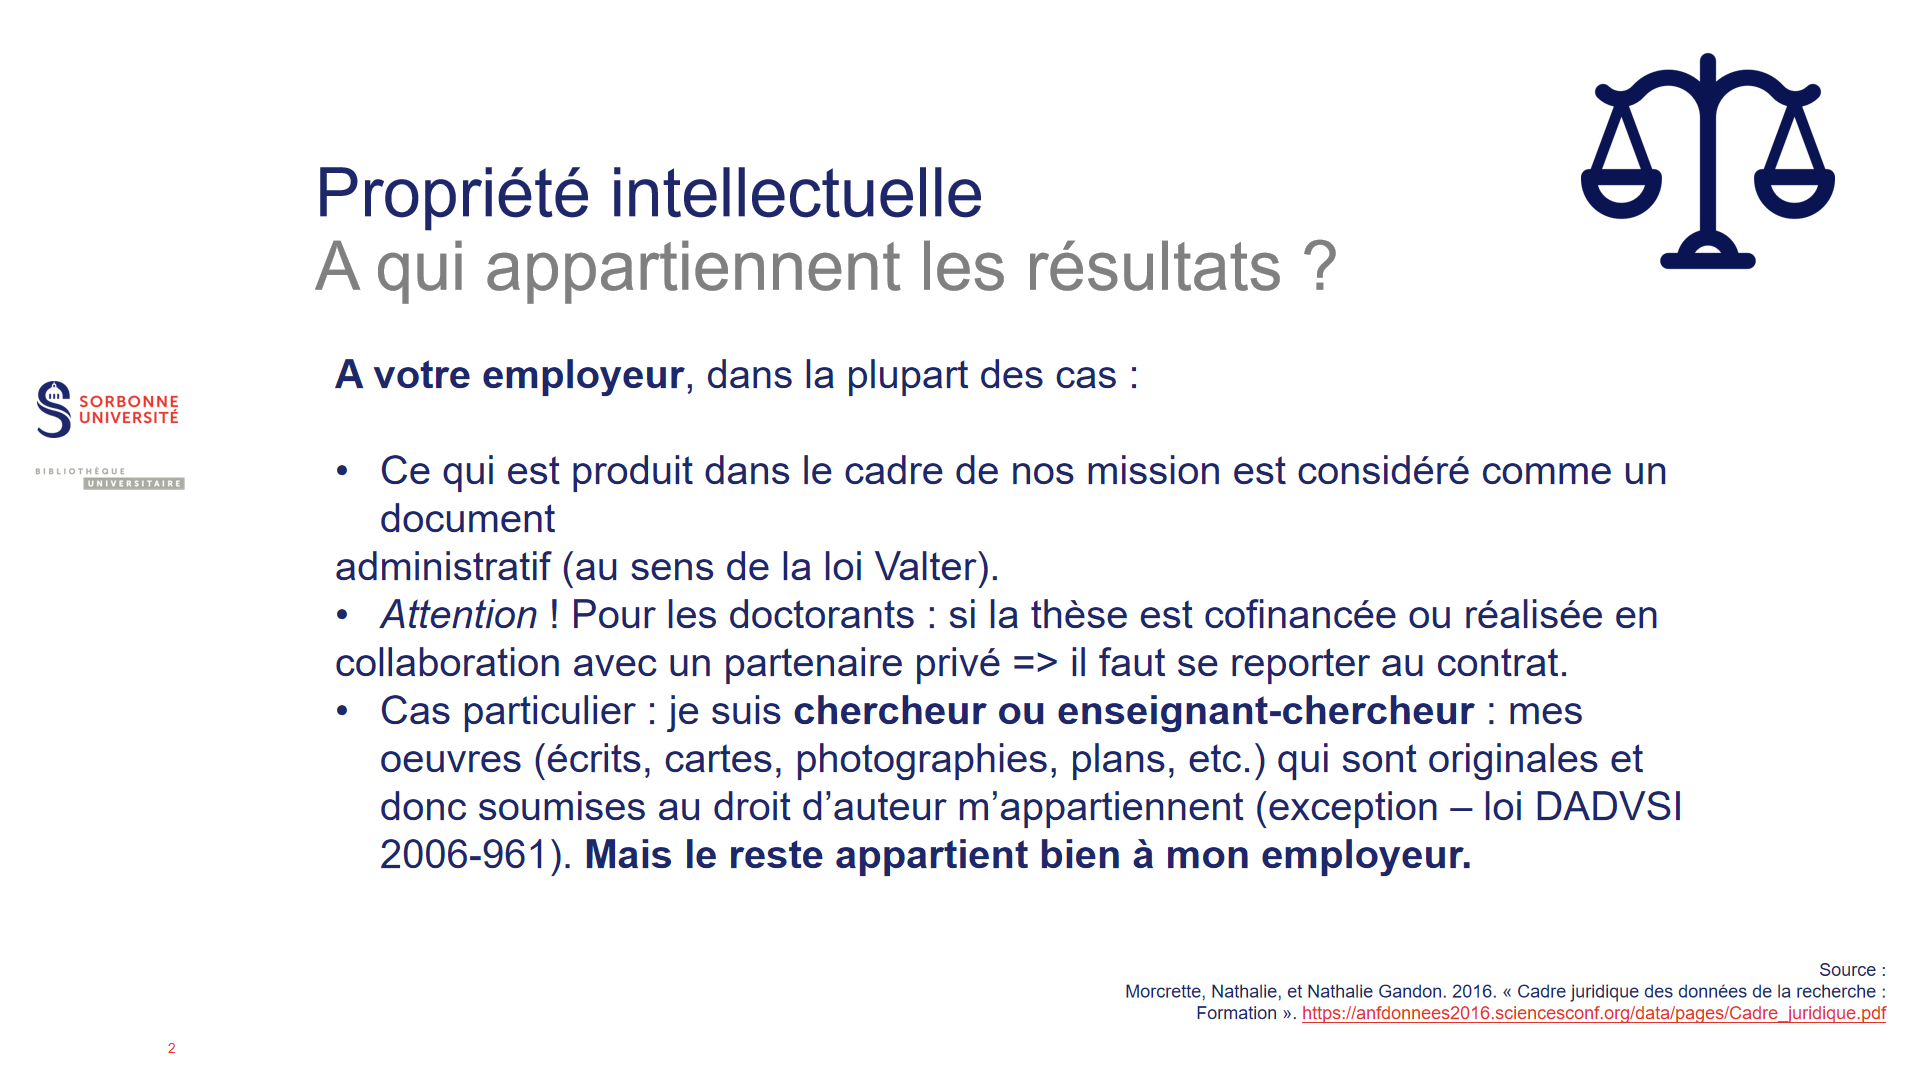 Propriété intellectuelle
A qui appartiennent les résultats ?
A votre employeur, dans la plupart des cas :
• Ce qui est produit dans le cadre de nos mission est considéré comme un
document
administratif (au sens de la loi Valter).
• Attention ! Pour les doctorants : si la thèse est cofinancée ou réalisée en
collaboration avec un partenaire privé => il faut se reporter au contrat.
• Cas particulier : je suis chercheur ou enseignant-chercheur : mes
oeuvres (écrits, cartes, photographies, plans, etc.) qui sont originales et
donc soumises au droit d’auteur m’appartiennent (exception – loi DADVSI
2006-961). Mais le reste appartient bien à mon employeur.
SORBONNE
UNIVERSITÉ
BIBLIOTHÈQUE
UNIVERSITAIRE
Source :
Morcrette, Nathalie, et Nathalie Gandon. 2016. « Cadre juridique des données de la recherche :
Formation ». https://anfdonnees2016.sciencesconf.org/data/pages/Cadre_juridique.pdf
2